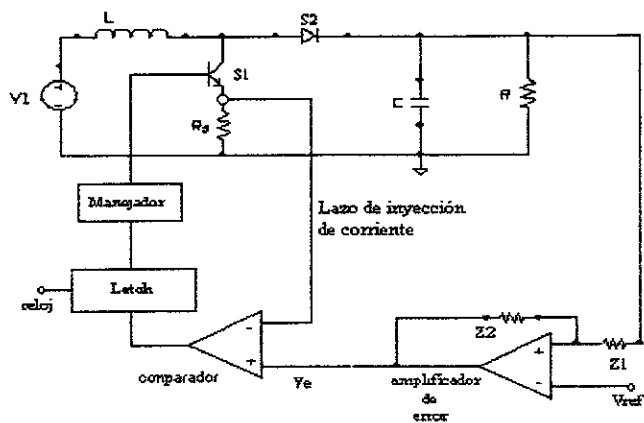 L
S2
V1
S1
Rs
C
R
Manejador
Lazo de inyección
de corriente
Latch
reloj
-
+
comparador
Ve
Z2
Z1
+
-
amplificador
de
error
Vref